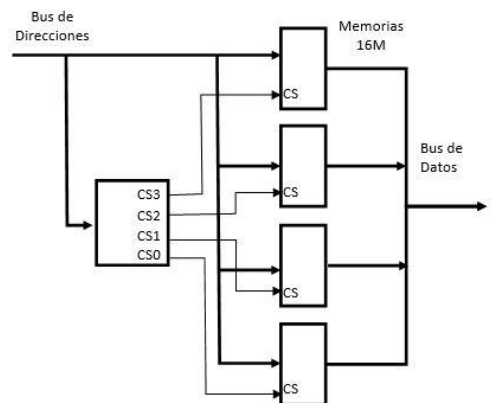 Bus de
Direcciones
Memorias
16M
CS
Bus de
Datos
CS
CS3
CS2
CS1
CS0
CS
CS